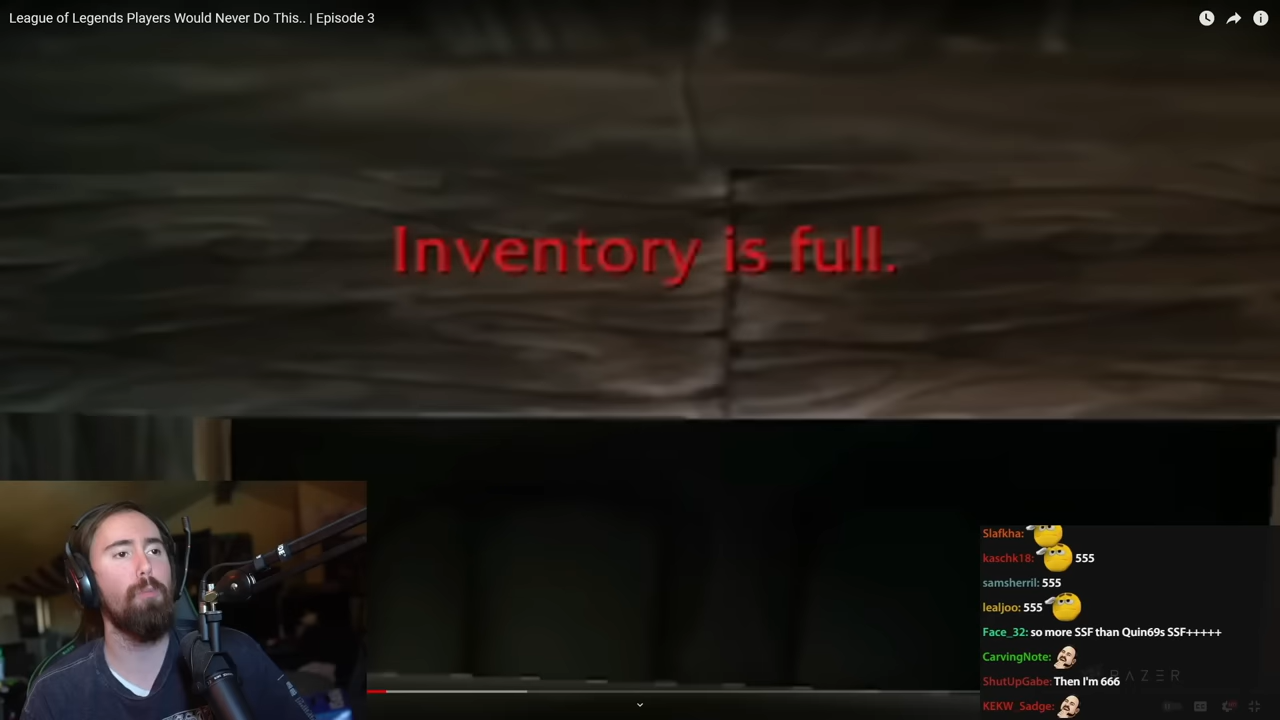 League of Legends Players Would Never Do This.. | Episode 3
Inventory is full.
Slafkha:
kaschk18: 555
samsherril: 555
lealjoo: 555
Face_32: so more SSF than Quin69s SSF+++++
CarvingNote:
RAZER
ShutUpGabe: Then I'm 666
KEKW_Sadge: